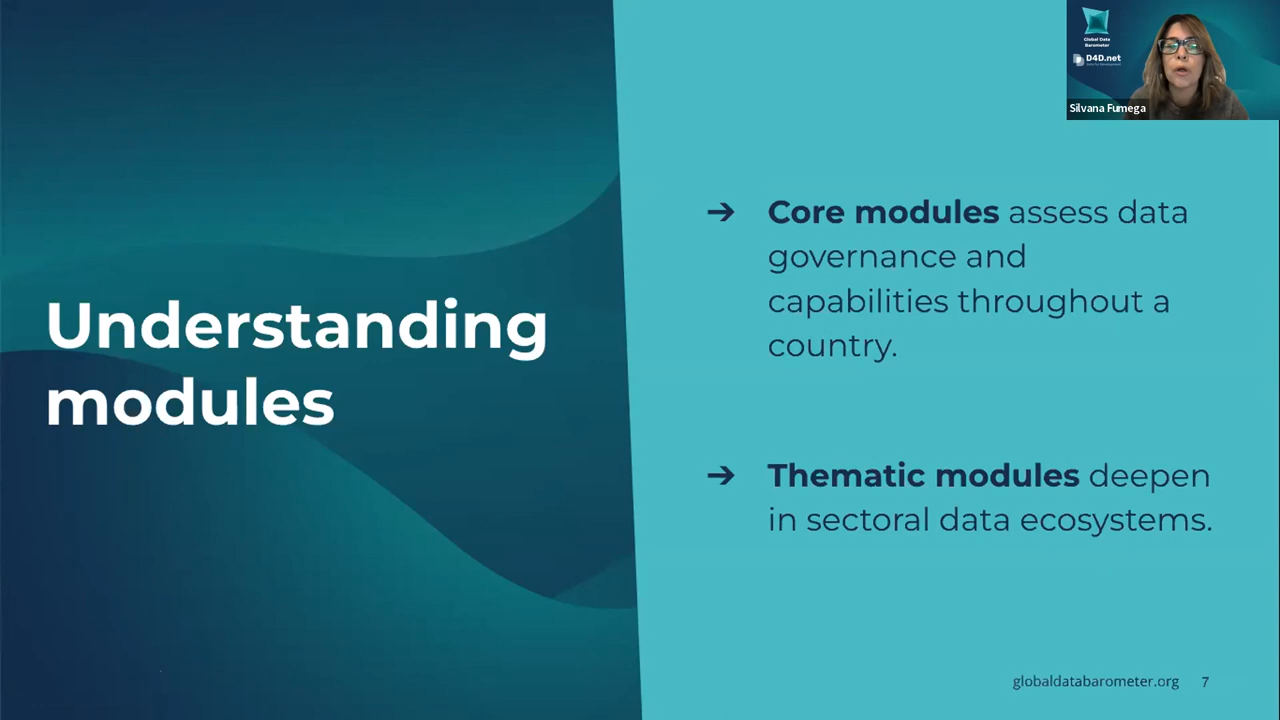 Global Data
Barometer
D4D.net
Silvana Fumega
Understanding
modules
➔ Core modules assess data
governance and
capabilities throughout a
country.
➔ Thematic modules deepen
in sectoral data ecosystems.
globaldatabarometer.org 7